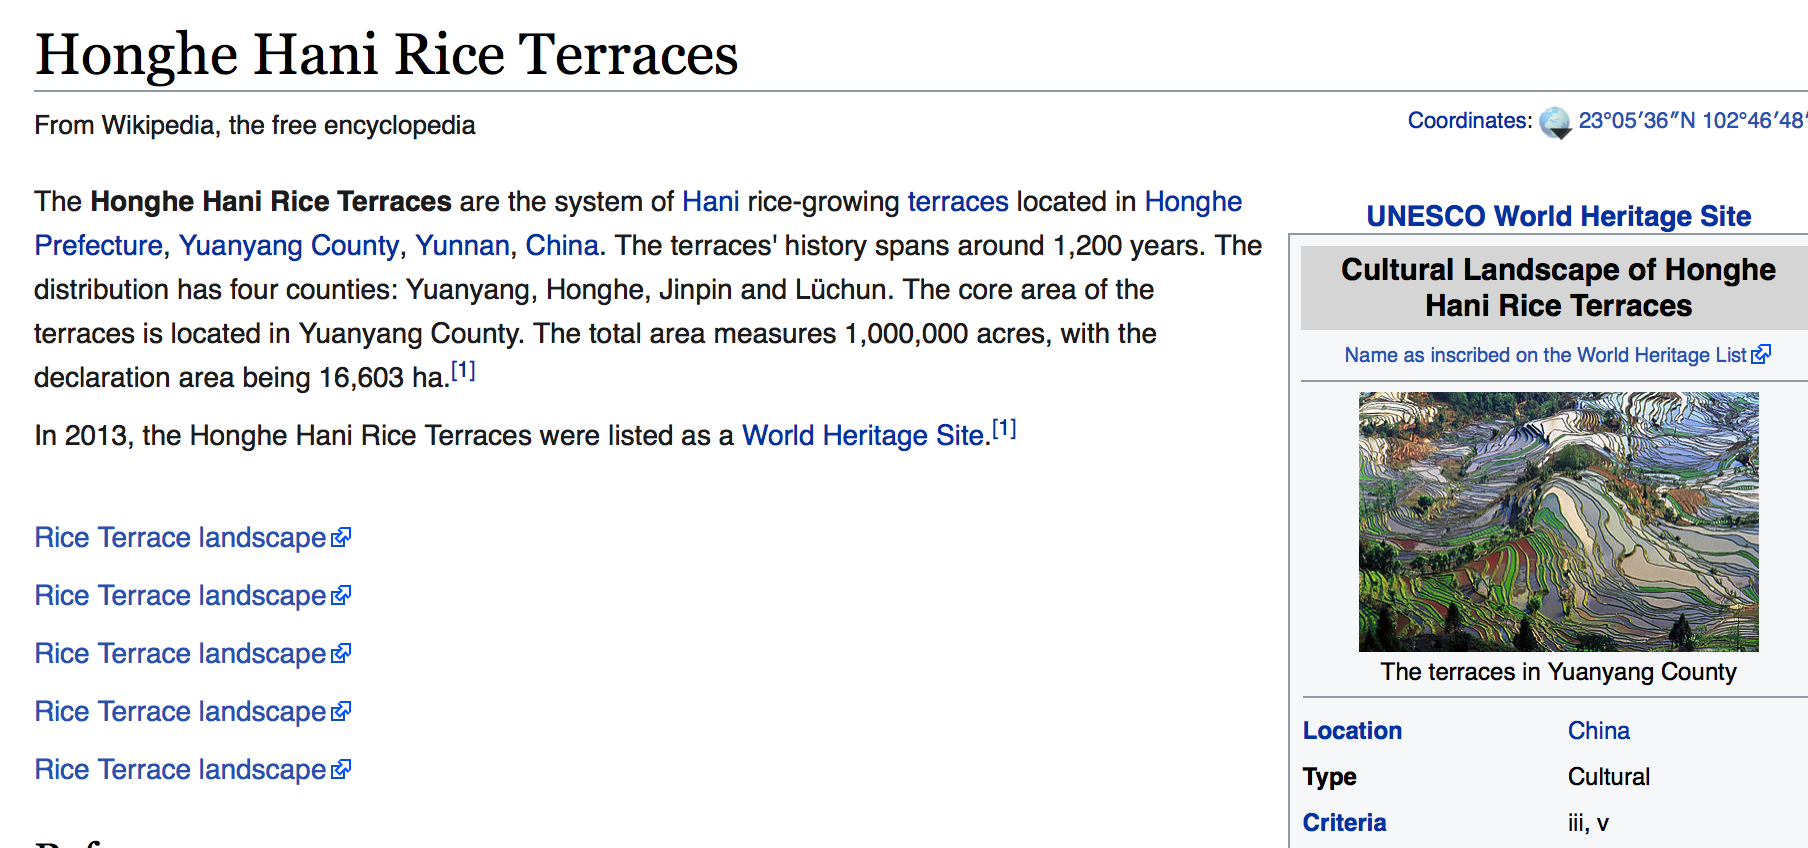 Honghe Hani Rice Terraces
From Wikipedia, the free encyclopedia
Coordinates: 23°05′36″N 102°46′48″
The Honghe Hani Rice Terraces are the system of Hani rice-growing terraces located in Honghe
Prefecture, Yuanyang County, Yunnan, China. The terraces' history spans around 1,200 years. The
distribution has four counties: Yuanyang, Honghe, Jinpin and Lüchun. The core area of the
terraces is located in Yuanyang County. The total area measures 1,000,000 acres, with the
declaration area being 16,603 ha.[1]
In 2013, the Honghe Hani Rice Terraces were listed as a World Heritage Site.[1]
Rice Terrace landscape
Rice Terrace landscape
Rice Terrace landscape
Rice Terrace landscape
Rice Terrace landscape
UNESCO World Heritage Site
Cultural Landscape of Honghe
Hani Rice Terraces
Name as inscribed on the World Heritage List
The terraces in Yuanyang County
Location China
Type Cultural
Criteria iii, v